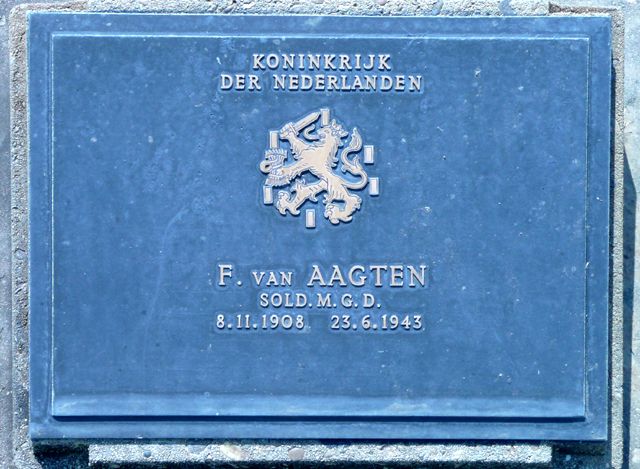 KONINKRIJK
DER NEDERLANDEN
F. VAN AAGTEN
SOLD. M. G. D.
8.11.1908 23.6.1943